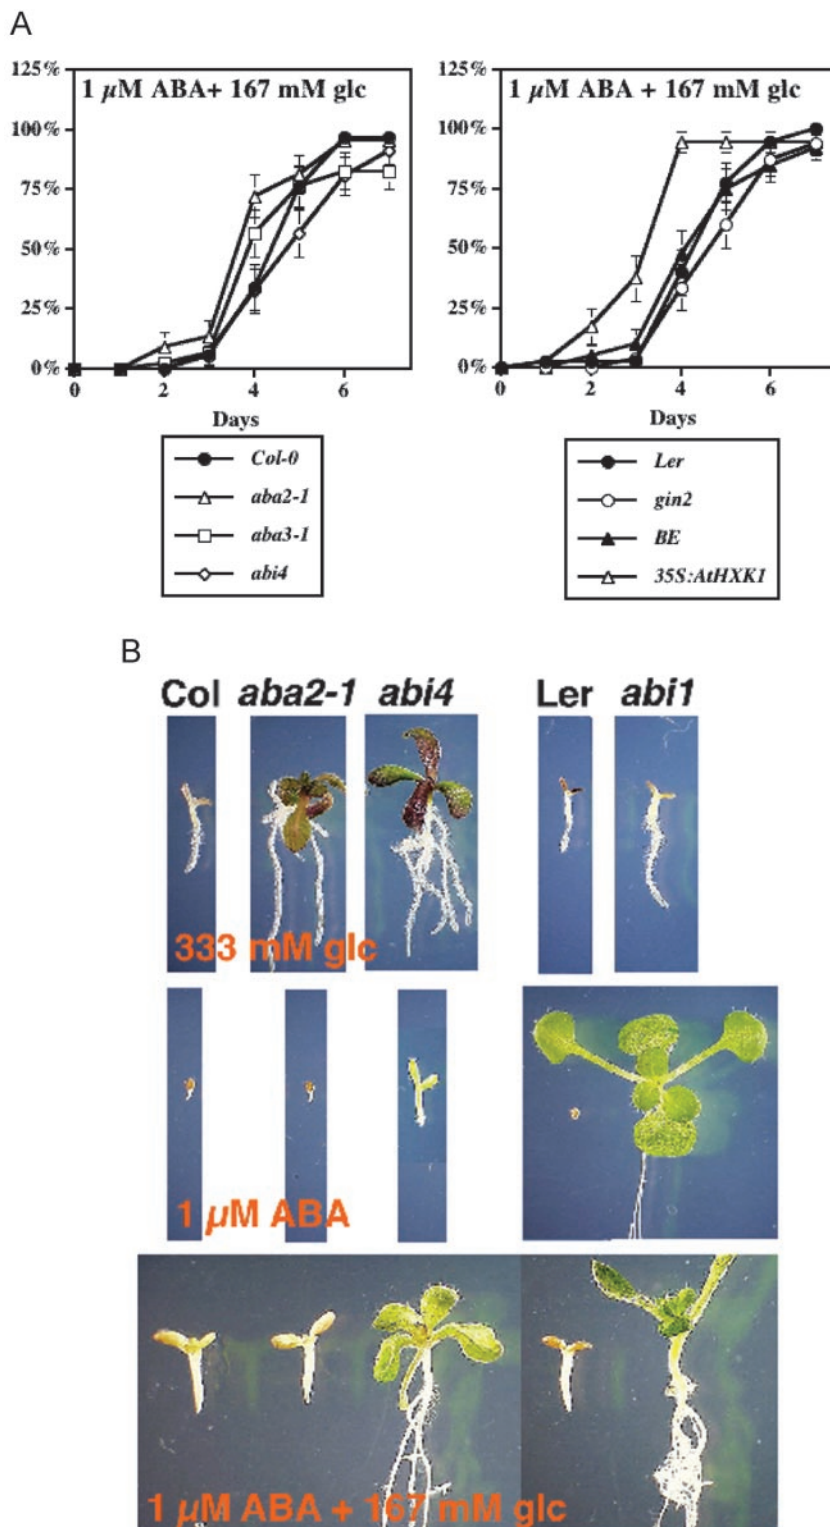 A
1 µM ABA+ 167 mM glc
125%
100%
75%
50%
25%
0%
0 2 4 6
Days
Col-0
aba2-1
aba3-1
abi4
1 µM ABA + 167 mM glc
125%
100%
75%
50%
25%
0%
0 2 4 6
Days
Ler
gin2
BE
35S:AtHXK1
B
Col aba2-1 abi4 Ler abi1
333 mM glc
1 µM ABA
1 µM ABA + 167 mM glc